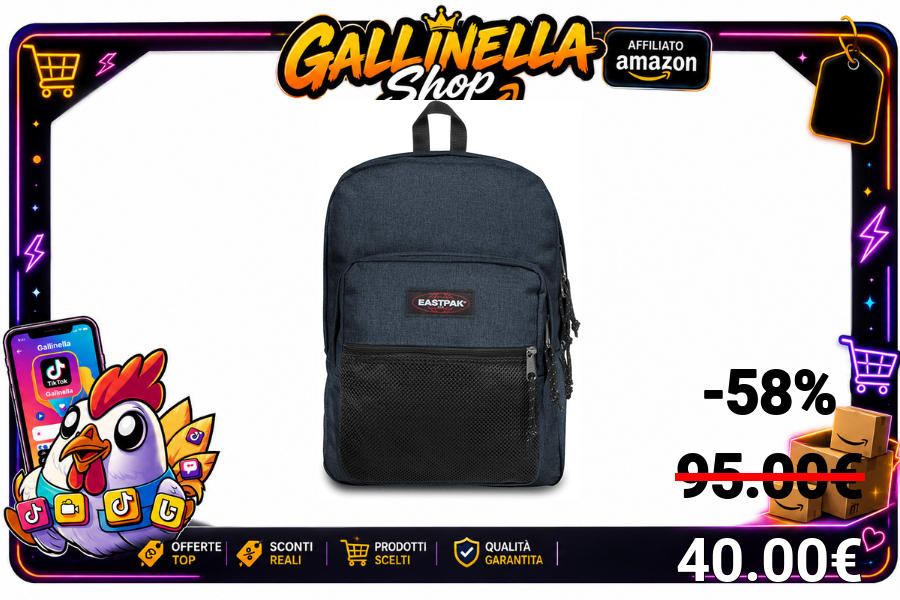 GALLINELLA
Shop
AFFILIATO
amazon
EASTPAK
Gallinella
TikTok
Gallinella
-58%
95.00€
40.00€
OFFERTE
TOP
SCONTI
REALI
PRODOTTI
SCELTI
QUALITÀ
GARANTITA